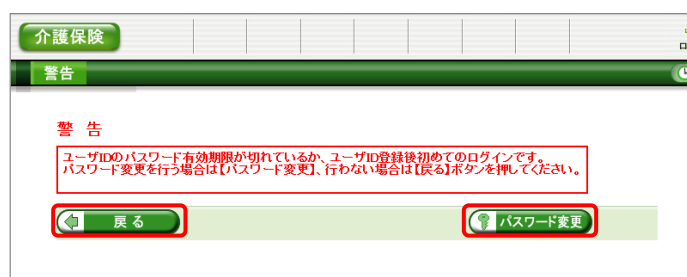 介護保険
警告
警 告
ユーザIDのパスワード有効期限が切れているか、ユーザID登録後初めてのログインです。
パスワード変更を行う場合は【パスワード変更】、行わない場合は【戻る】ボタンを押してください。
戻る
パスワード変更